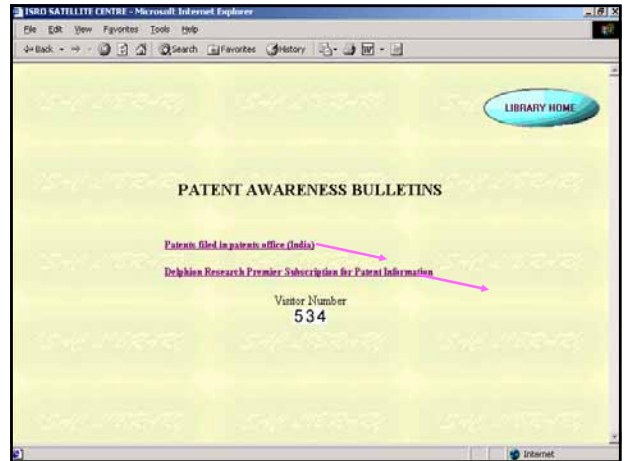 ISRO SATELLITE CENTRE - Microsoft Internet Explorer
File Edit View Favorites Tools Help
Back Search Favorites History
LIBRARY HOME
PATENT AWARENESS BULLETINS
Patents filed in patents office (India)
Delphion Research Premier Subscription for Patent Information
Visitor Number
534
Internet